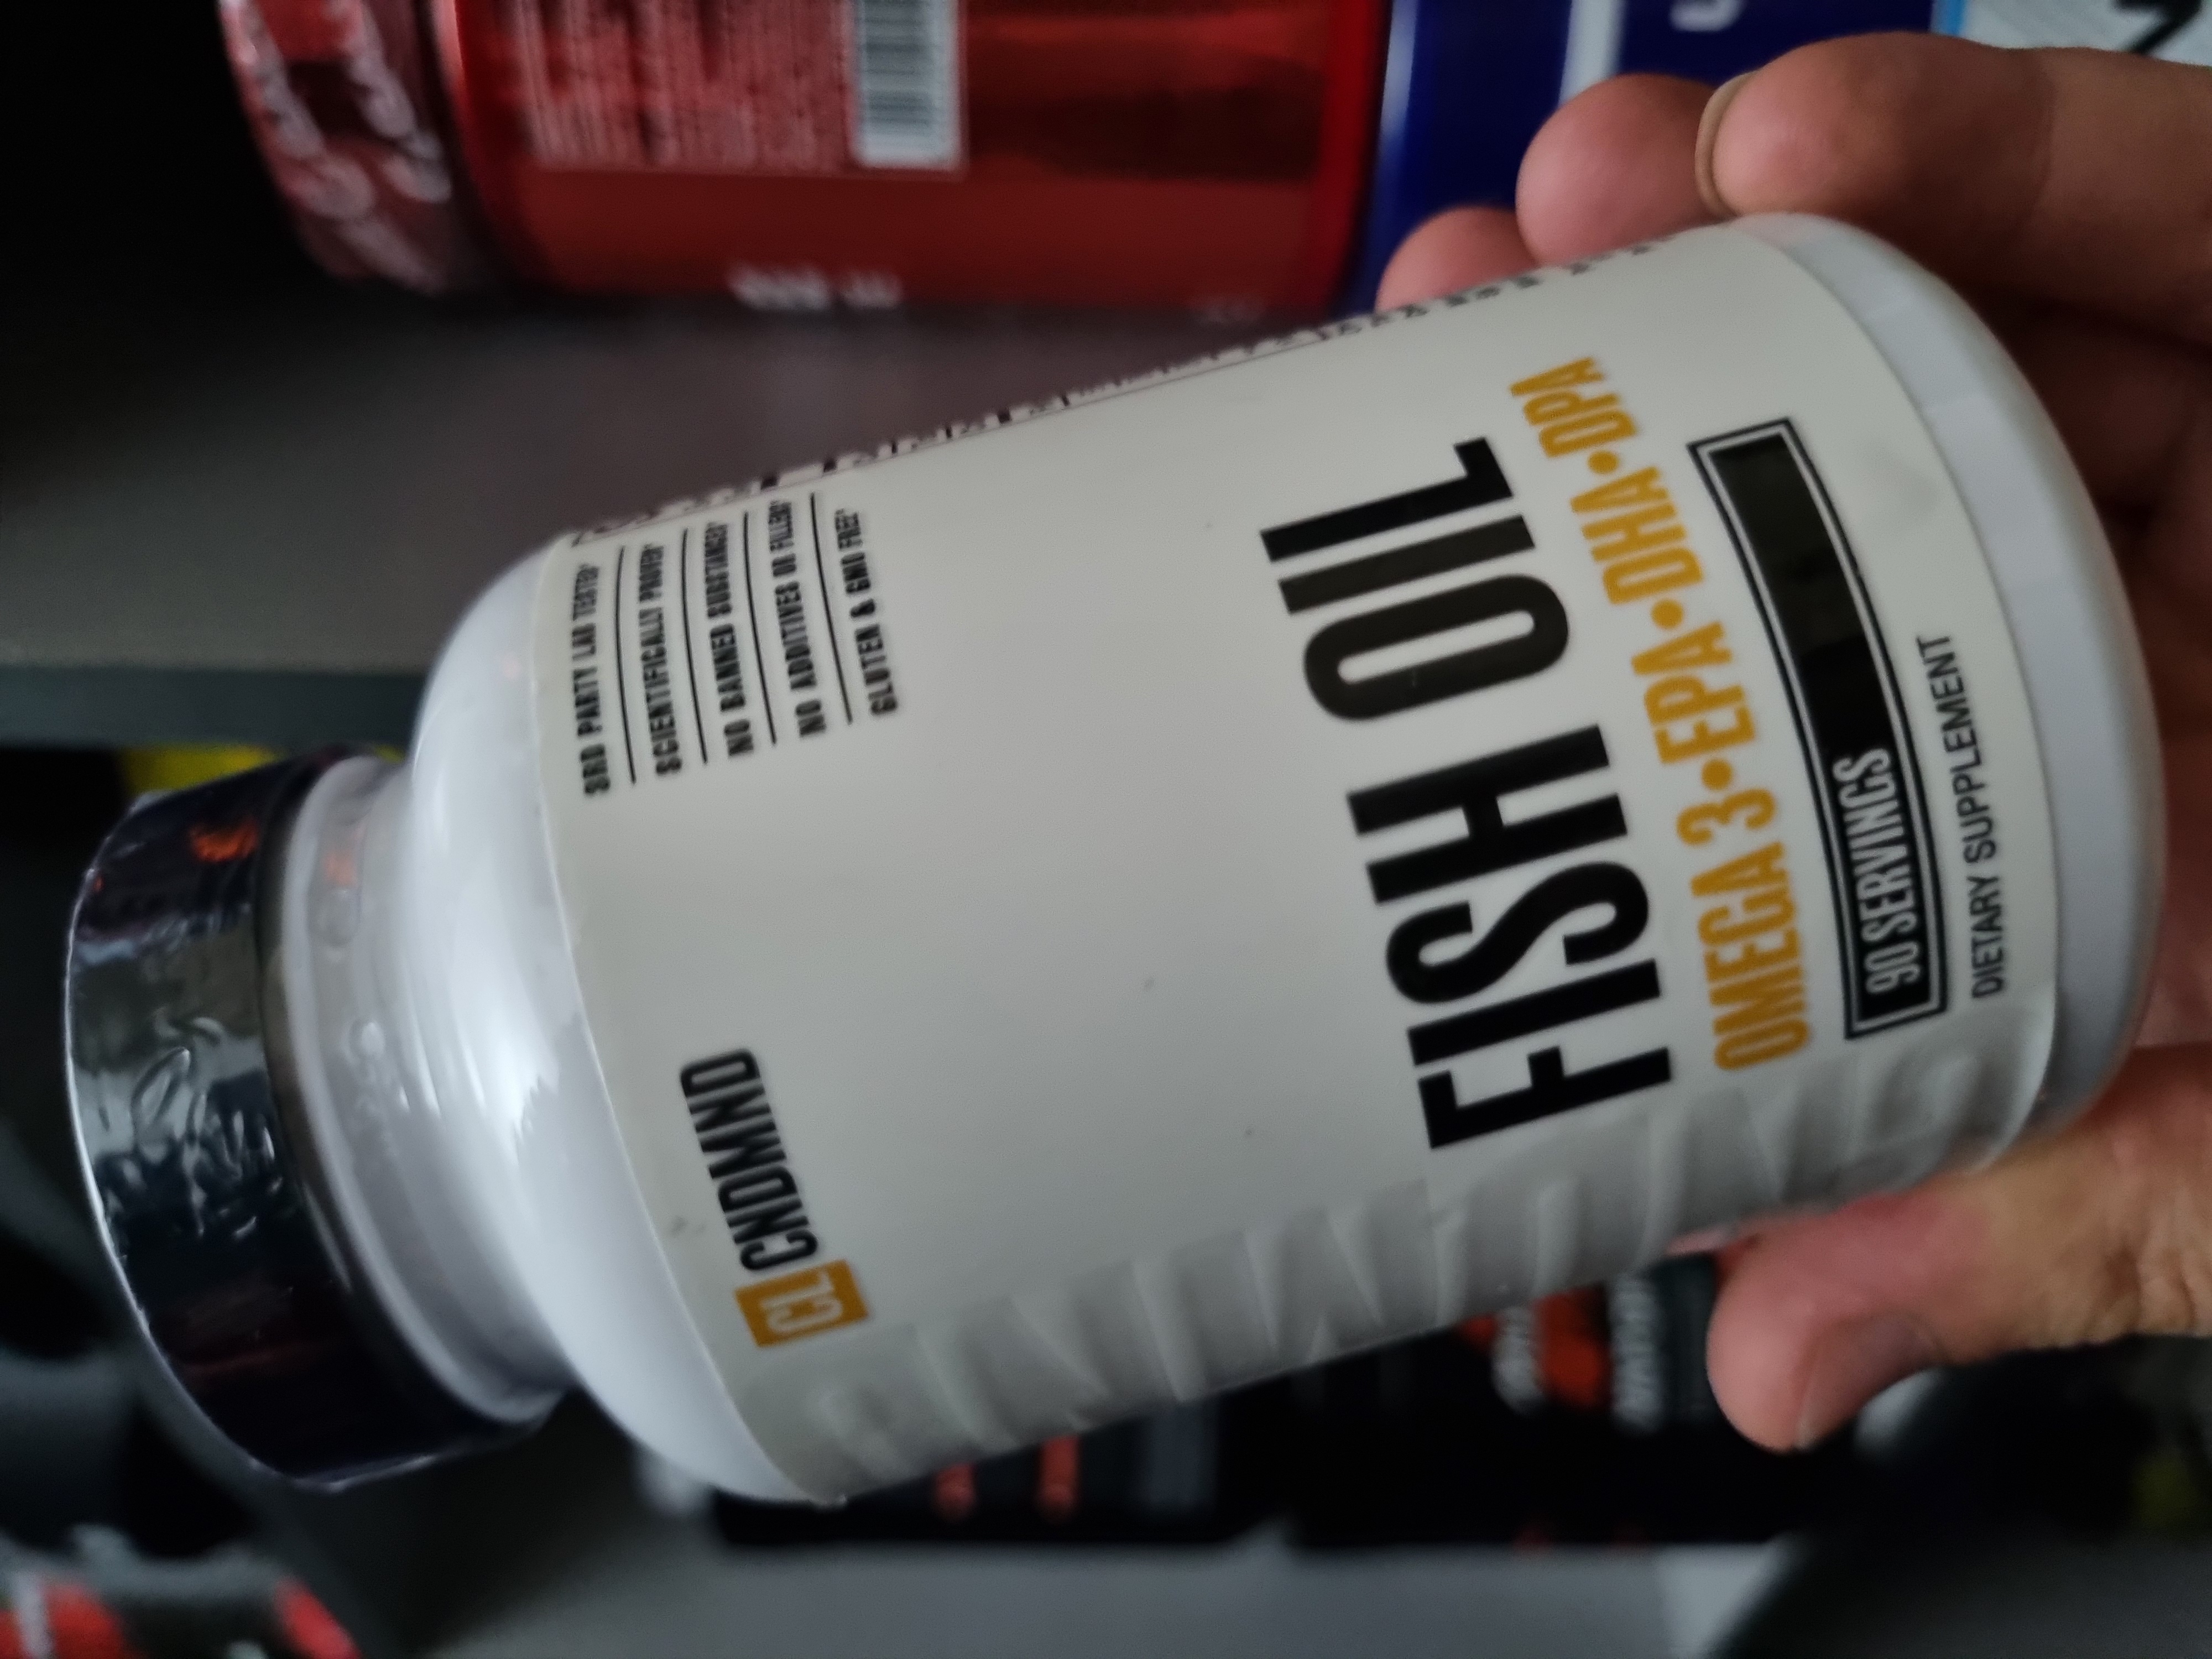 CL CNDMND
3RD PARTY LAB TESTED*
SCIENTIFICALLY PROVEN*
NO BANNED SUBSTANCES*
NO ADDITIVES OR FILLERS*
GLUTEN & GMO FREE*
FISH OIL
OMEGA 3•EPA•DHA•DPA
90 SERVINGS
DIETARY SUPPLEMENT